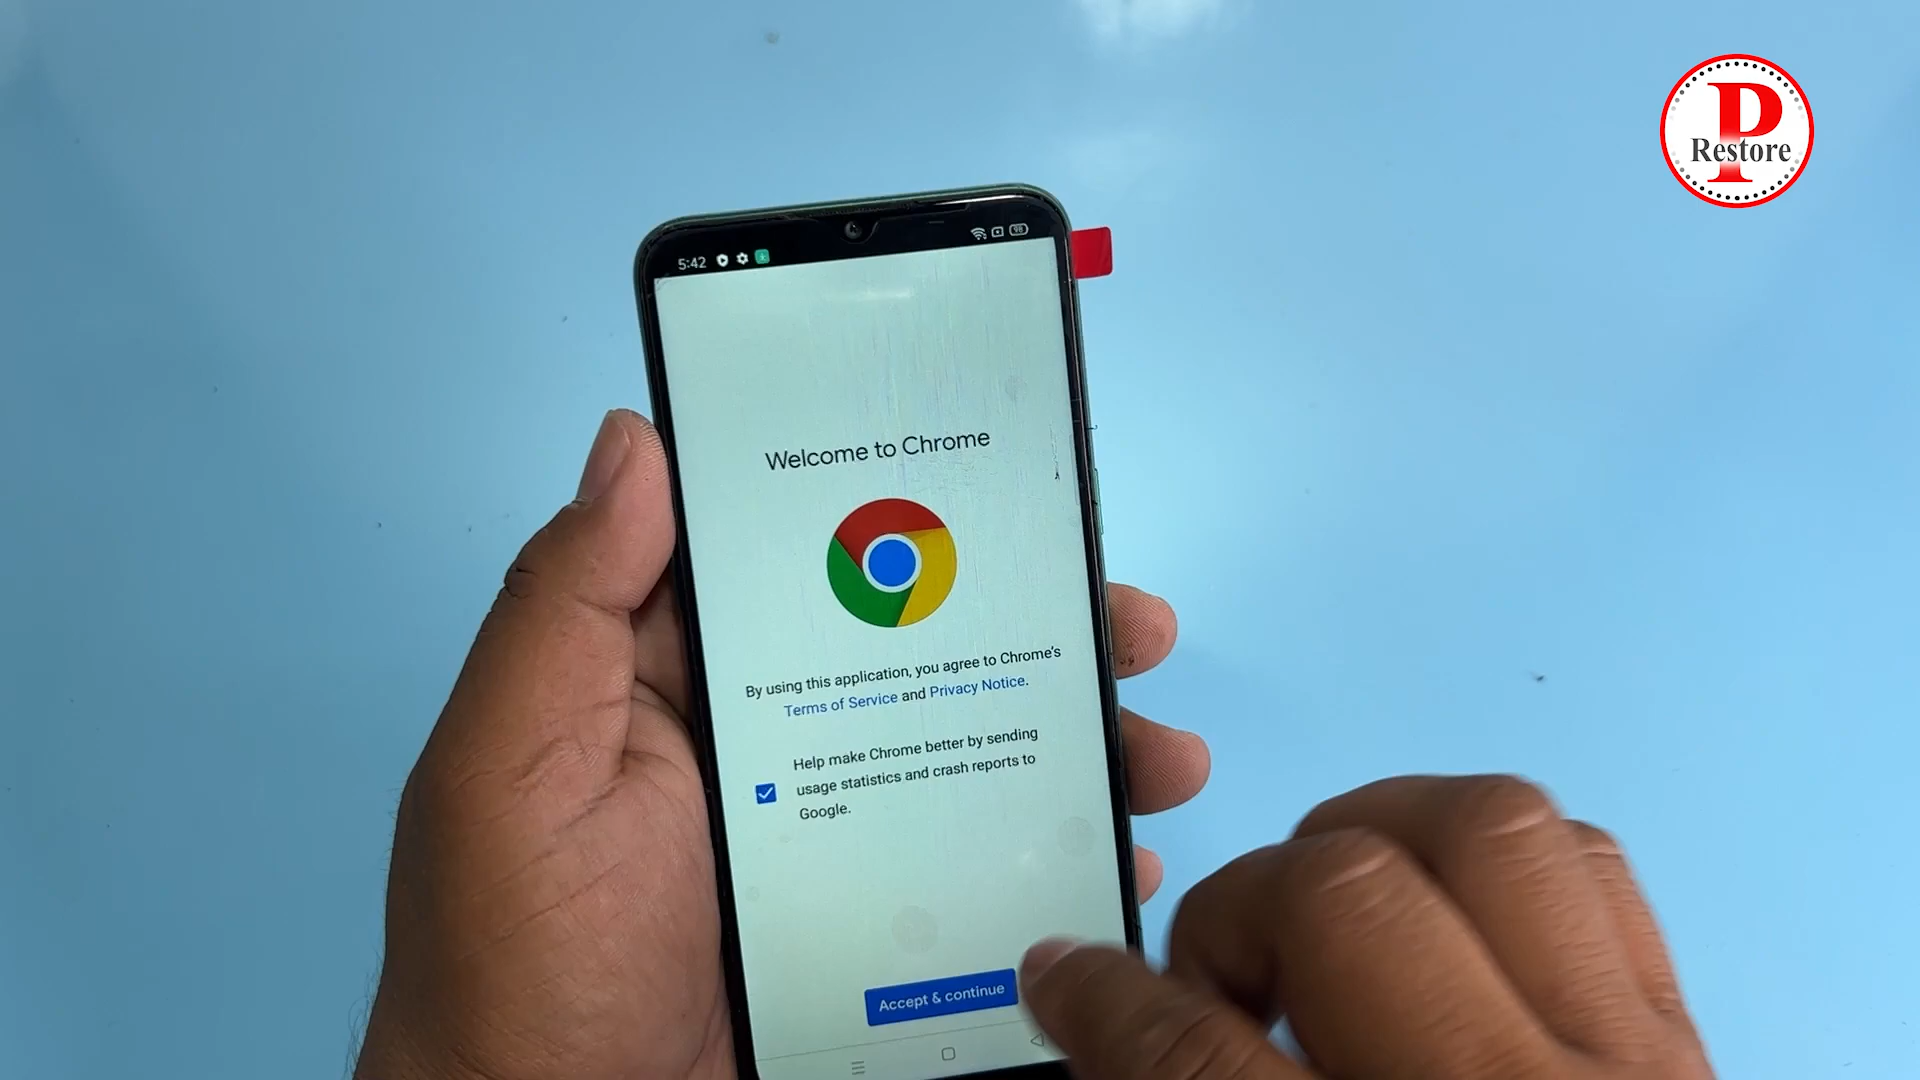 P
Restore
5:42
98
Welcome to Chrome
By using this application, you agree to Chrome's
Terms of Service and Privacy Notice.
Help make Chrome better by sending
usage statistics and crash reports to
Google.
Accept & continue